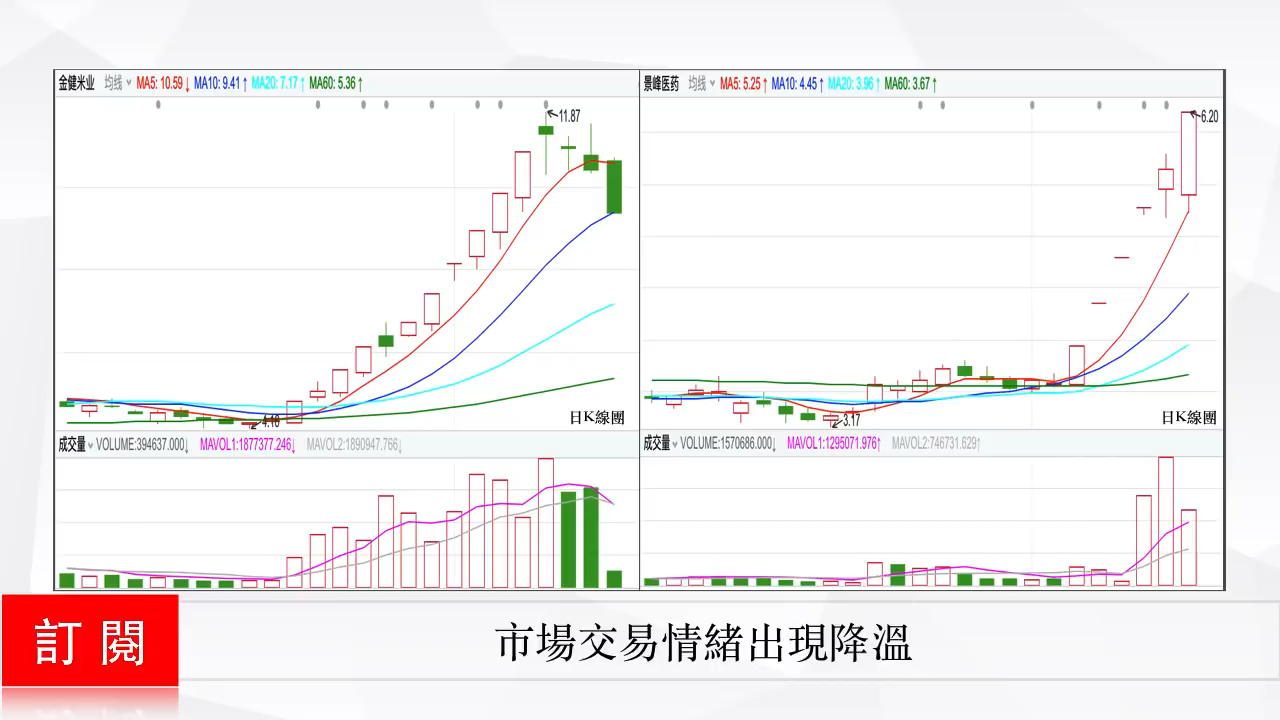 金健米业 均线 MA5: 10.59↓ MA10: 9.41↑ MA20: 7.17↑ MA60: 5.36↑
11.87
4.18
日K線圖
成交量 VOLUME:394637.000↓ MAVOL1:1877377.246↓ MAVOL2:1890947.766↓
景峰医药 均线 MA5: 5.25↑ MA10: 4.45↑ MA20: 3.96↑ MA60: 3.67↑
6.20
3.17
日K線圖
成交量 VOLUME:1570686.000↓ MAVOL1:1295071.976↑ MAVOL2:746731.629↑
訂閱
市場交易情緒出現降溫